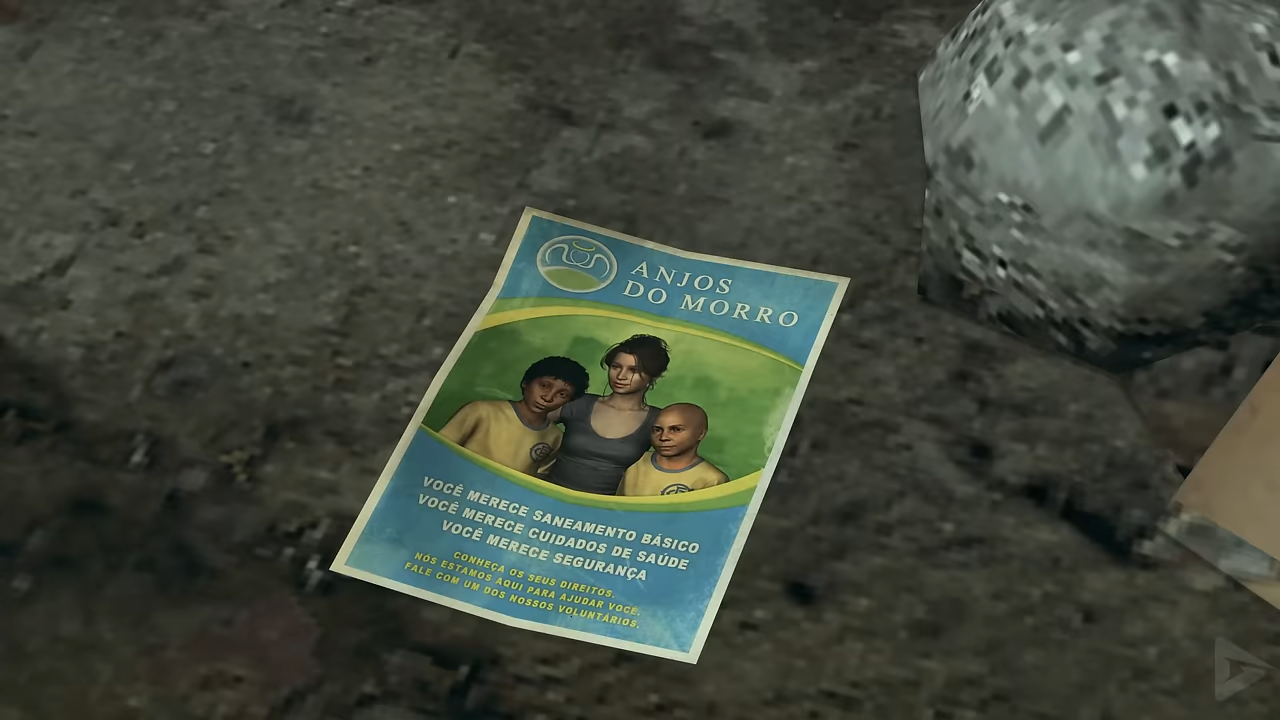 ANJOS
DO MORRO
VOCÊ MERECE SANEAMENTO BÁSICO
VOCÊ MERECE CUIDADOS DE SAÚDE
VOCÊ MERECE SEGURANÇA
CONHEÇA OS SEUS DIREITOS.
NÓS ESTAMOS AQUI PARA AJUDAR VOCÊ.
FALE COM UM DOS NOSSOS VOLUNTÁRIOS.